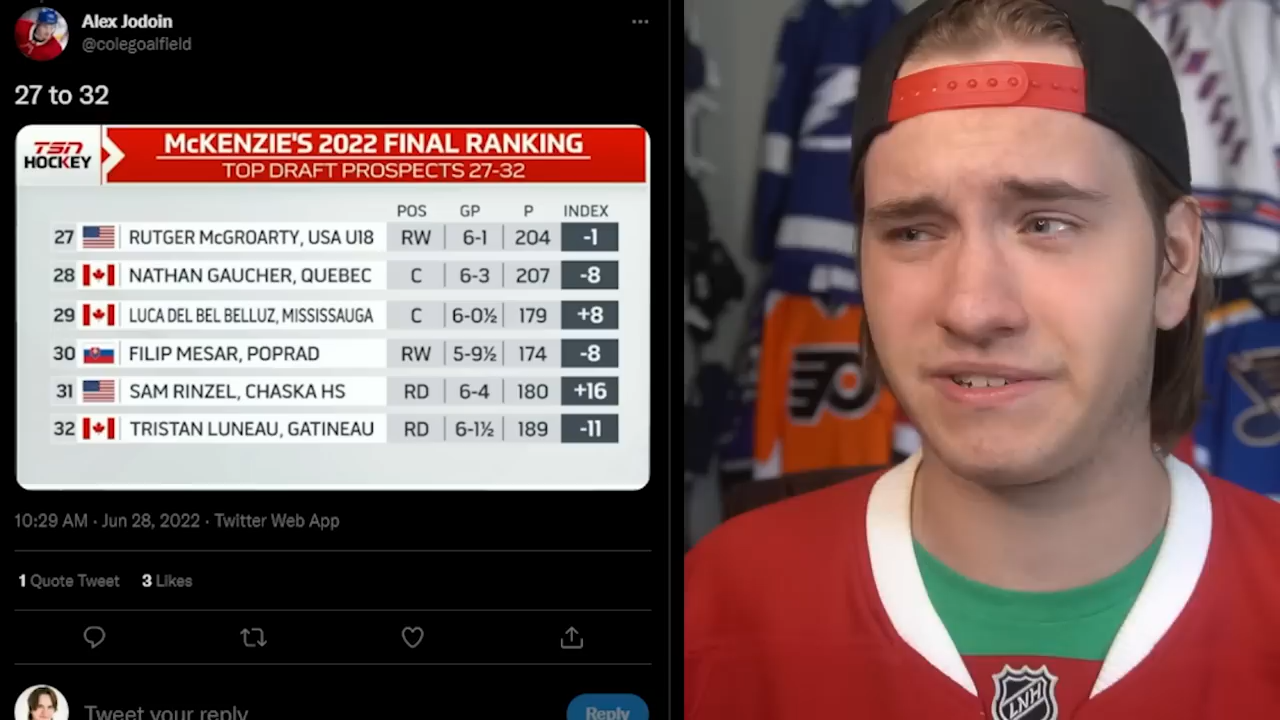 Alex Jodoin
@colegoalfield
27 to 32
TSN HOCKEY
McKENZIE'S 2022 FINAL RANKING
TOP DRAFT PROSPECTS 27-32
POS GP P INDEX
27 RUTGER McGROARTY, USA U18 RW 6-1 204 -1
28 NATHAN GAUCHER, QUEBEC C 6-3 207 -8
29 LUCA DEL BEL BELLUZ, MISSISSAUGA C 6-0½ 179 +8
30 FILIP MESAR, POPRAD RW 5-9½ 174 -8
31 SAM RINZEL, CHASKA HS RD 6-4 180 +16
32 TRISTAN LUNEAU, GATINEAU RD 6-1½ 189 -11
10:29 AM · Jun 28, 2022 · Twitter Web App
1 Quote Tweet 3 Likes
Tweet your reply
Reply
LNH